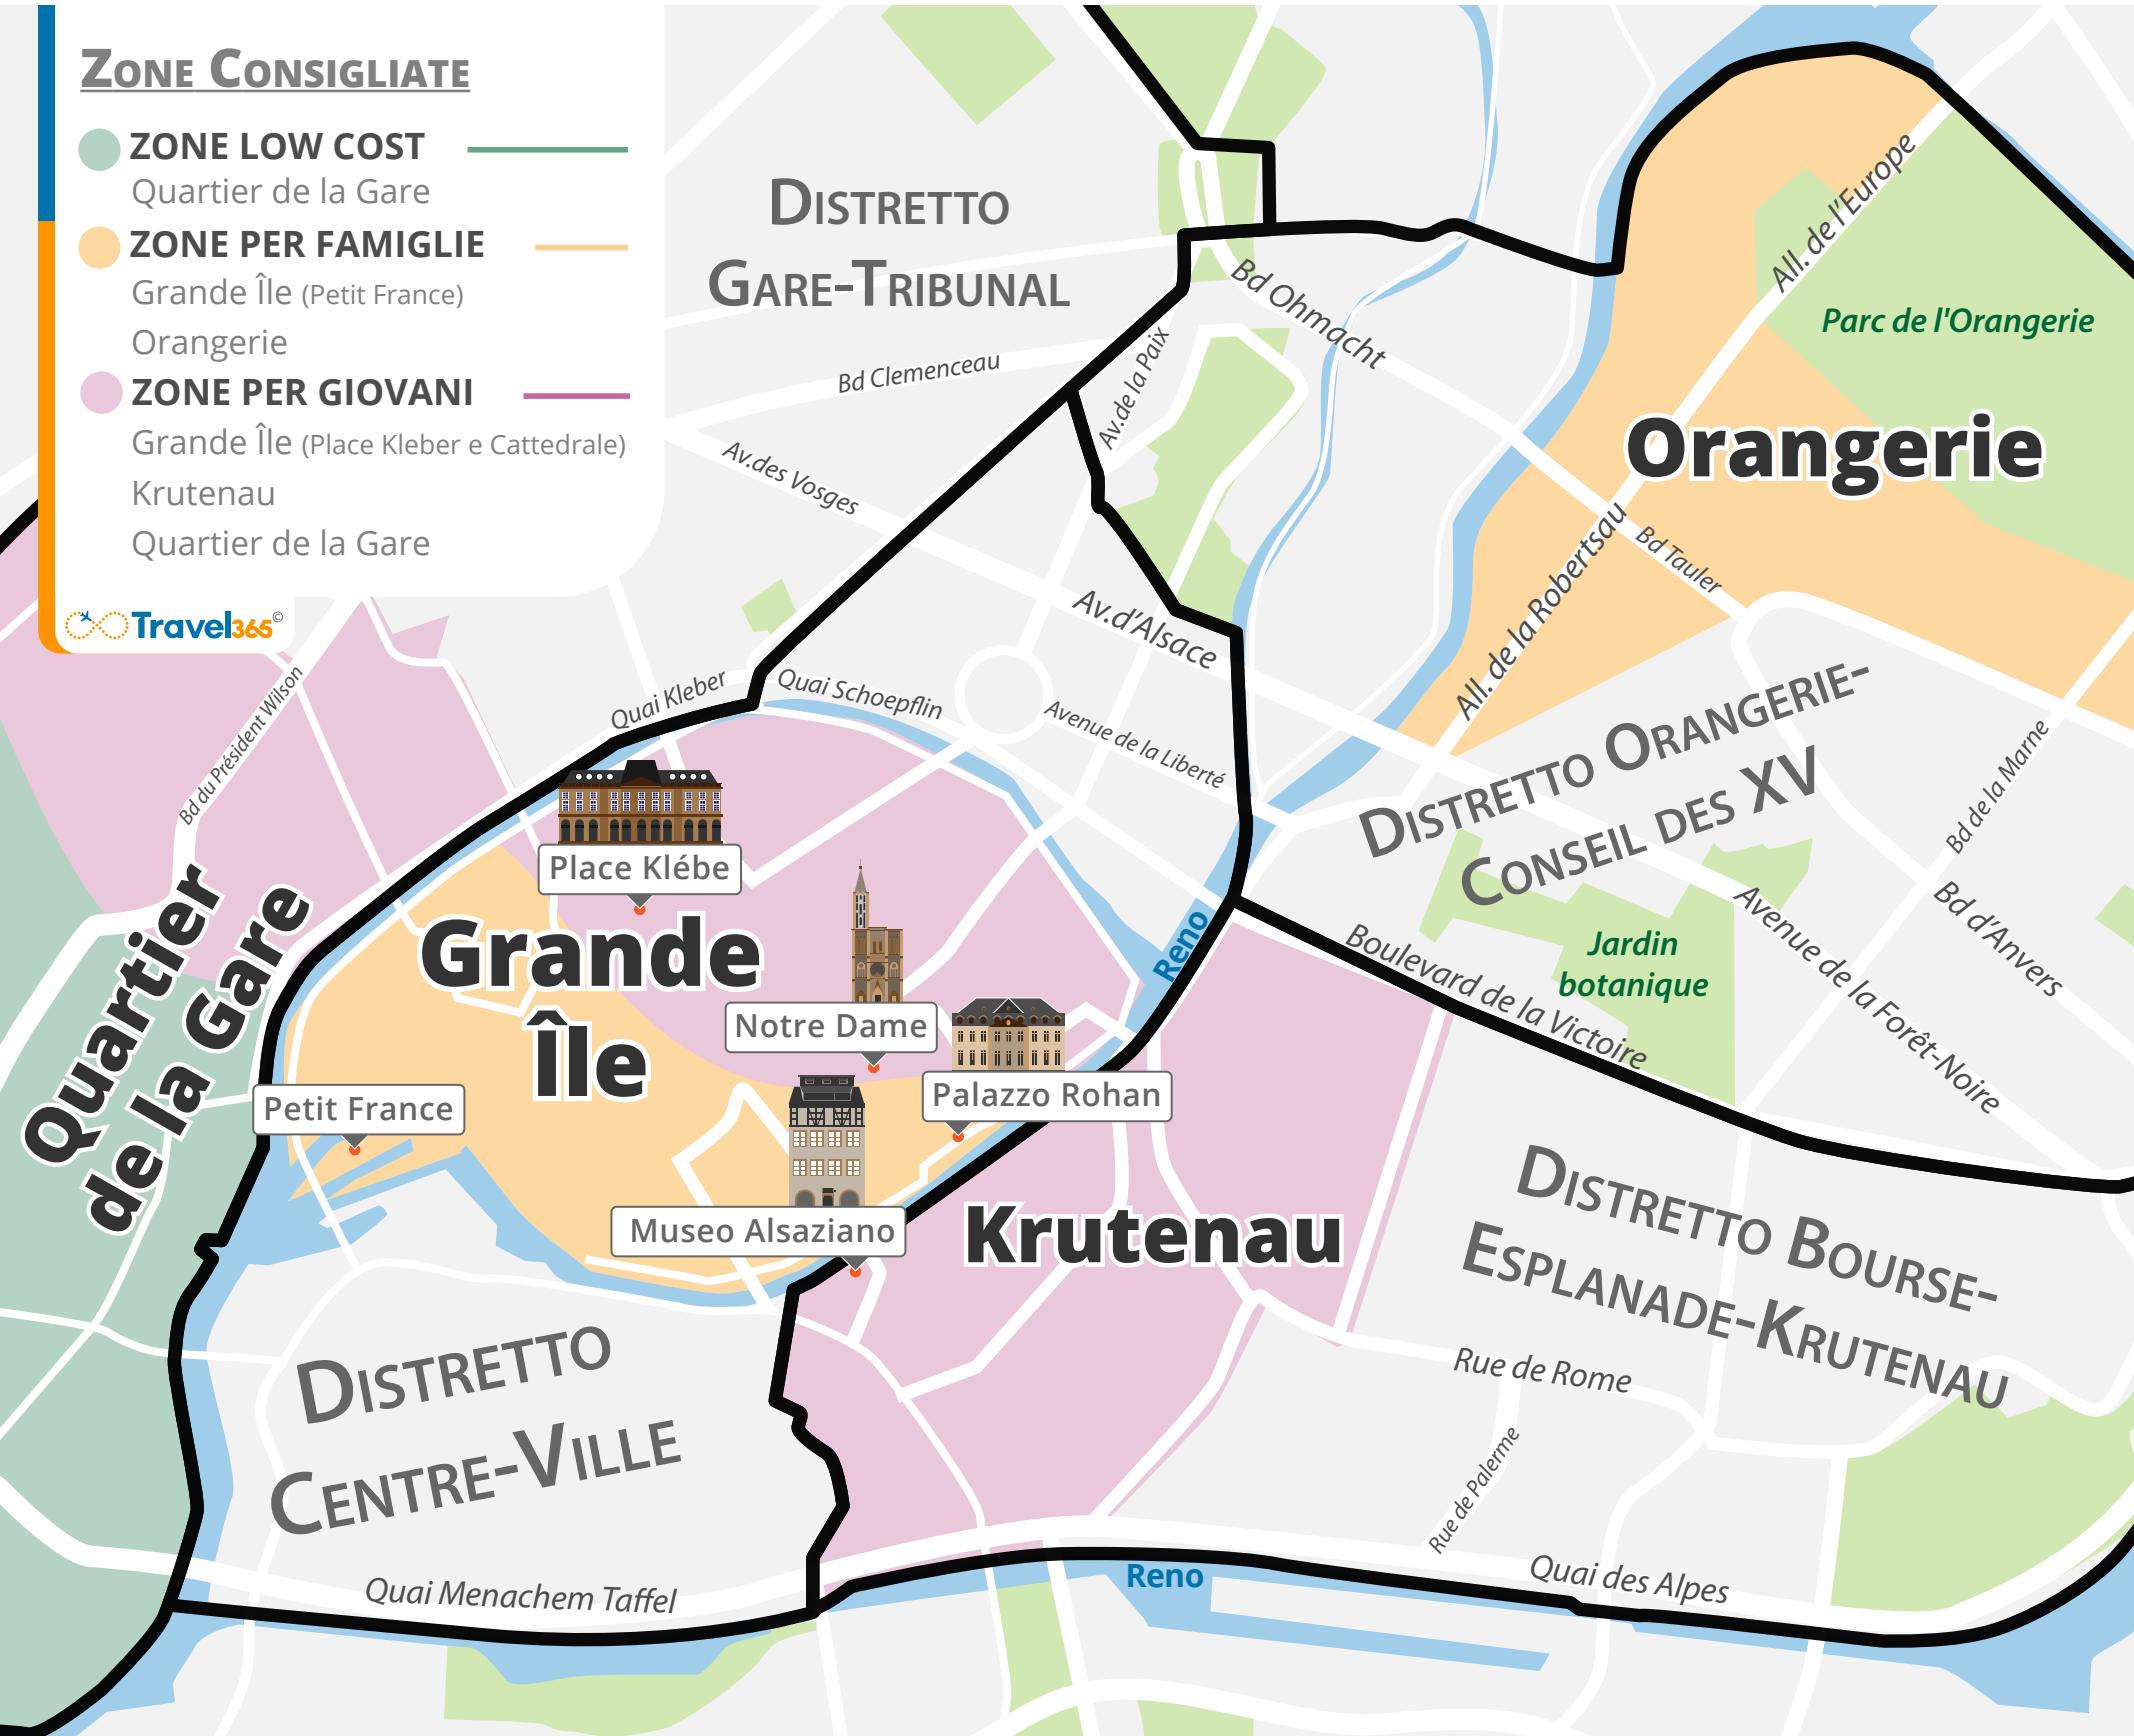 ZONE CONSIGLIATE
ZONE LOW COST
Quartier de la Gare
ZONE PER FAMIGLIE
Grande Île (Petit France)
Orangerie
ZONE PER GIOVANI
Grande Île (Place Kleber e Cattedrale)
Krutenau
Quartier de la Gare
Travel365©
DISTRETTO
GARE-TRIBUNAL
Bd Clemenceau
Av.des Vosges
Av.de la Paix
Bd Ohmacht
All. de l'Europe
Parc de l'Orangerie
Orangerie
Bd Tauler
All. de la Robertsau
Av.d'Alsace
Quai Kleber
Quai Schoepflin
Avenue de la Liberté
Bd du Président Wilson
DISTRETTO ORANGERIE-
CONSEIL DES XV
Bd de la Marne
Bd d'Anvers
Avenue de la Forêt-Noire
Jardin
botanique
Boulevard de la Victoire
Reno
Place Klébe
Grande
Île
Notre Dame
Palazzo Rohan
Quartier
de la Gare
Petit France
Museo Alsaziano
Krutenau
DISTRETTO BOURSE-
ESPLANADE-KRUTENAU
DISTRETTO
CENTRE-VILLE
Rue de Rome
Rue de Palerme
Quai Menachem Taffel
Reno
Quai des Alpes